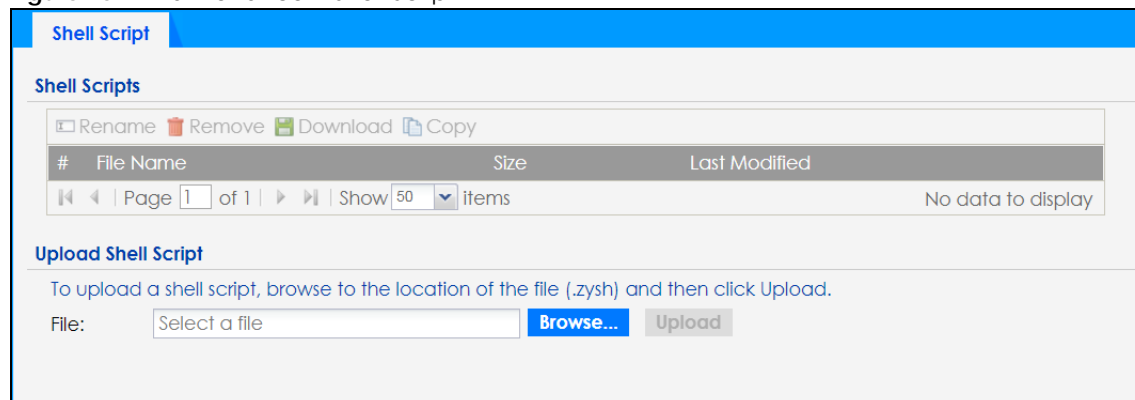 Shell Script
Shell Scripts
Rename Remove Download Copy
# File Name Size Last Modified
Page 1 of 1 Show 50 items No data to display
Upload Shell Script
To upload a shell script, browse to the location of the file (.zysh) and then click Upload.
File: Select a file Browse... Upload